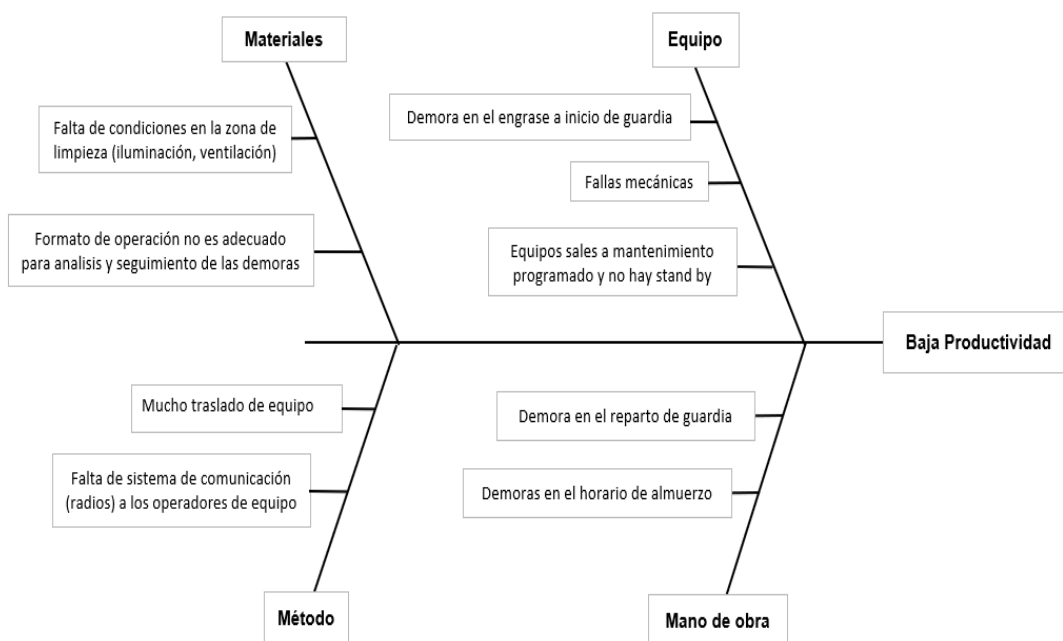 Materiales
Equipo
Demora en el engrase a inicio de guardia
Falta de condiciones en la zona de
limpieza (iluminación, ventilación)
Fallas mecánicas
Formato de operación no es adecuado
para analisis y seguimiento de las demoras
Equipos sales a mantenimiento
programado y no hay stand by
Baja Productividad
Mucho traslado de equipo
Demora en el reparto de guardia
Falta de sistema de comunicación
(radios) a los operadores de equipo
Demoras en el horario de almuerzo
Método
Mano de obra